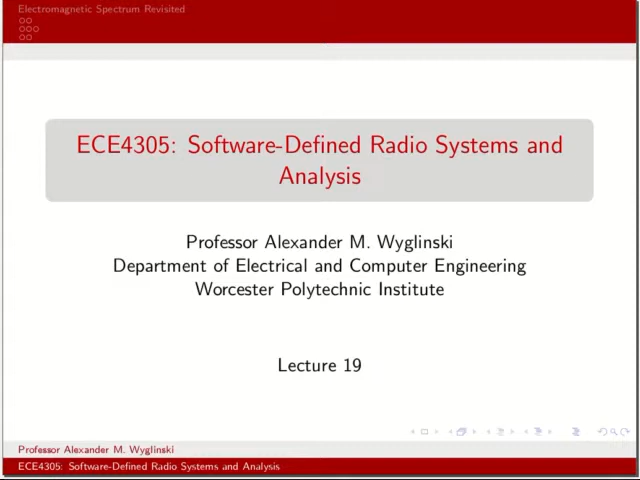 Electromagnetic Spectrum Revisited
ECE4305: Software-Defined Radio Systems and
Analysis
Professor Alexander M. Wyglinski
Department of Electrical and Computer Engineering
Worcester Polytechnic Institute
Lecture 19
Professor Alexander M. Wyglinski
ECE4305: Software-Defined Radio Systems and Analysis